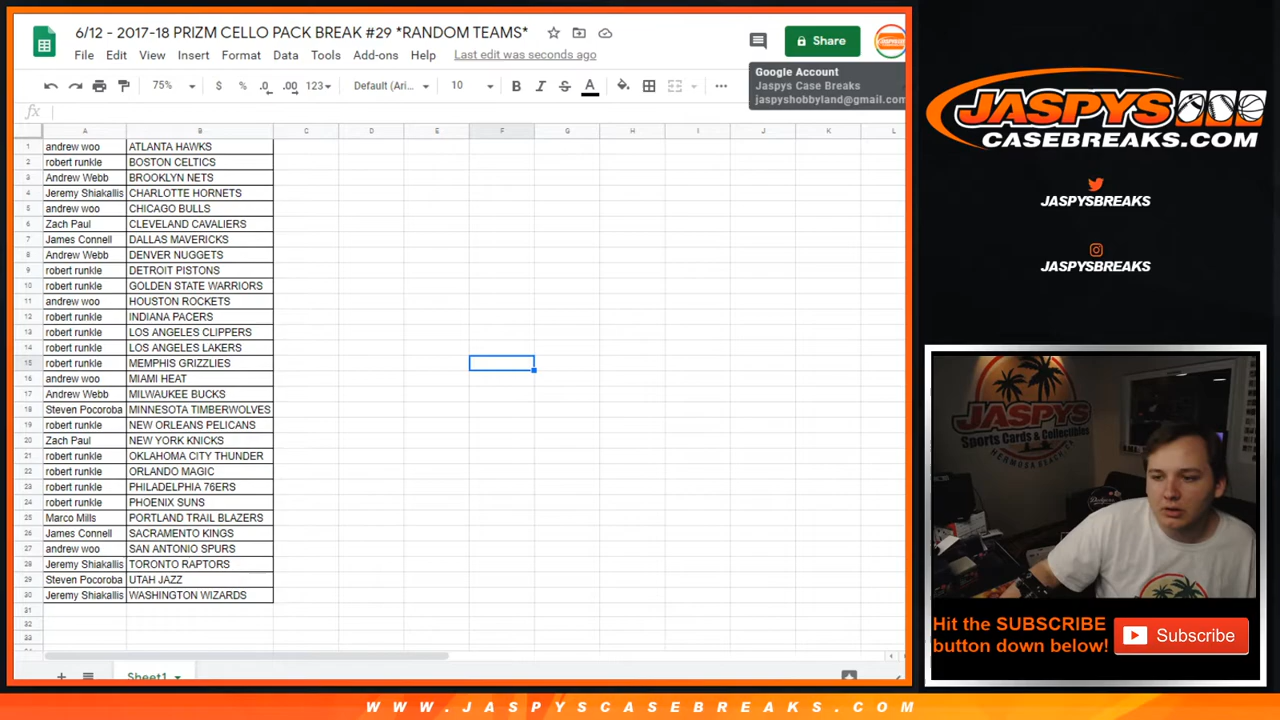 6/12 - 2017-18 PRIZM CELLO PACK BREAK #29 *RANDOM TEAMS*
File Edit View Insert Format Data Tools Add-ons Help Last edit was seconds ago
Share
Google Account
Jaspys Case Breaks
jaspyshobbyland@gmail.com
75% $ % .0 .00 123 Default (Ari... 10 B I S A
fx
A B C D E F G H I J K L
1 andrew woo ATLANTA HAWKS
2 robert runkle BOSTON CELTICS
3 Andrew Webb BROOKLYN NETS
4 Jeremy Shiakallis CHARLOTTE HORNETS
5 andrew woo CHICAGO BULLS
6 Zach Paul CLEVELAND CAVALIERS
7 James Connell DALLAS MAVERICKS
8 Andrew Webb DENVER NUGGETS
9 robert runkle DETROIT PISTONS
10 robert runkle GOLDEN STATE WARRIORS
11 andrew woo HOUSTON ROCKETS
12 robert runkle INDIANA PACERS
13 robert runkle LOS ANGELES CLIPPERS
14 robert runkle LOS ANGELES LAKERS
15 robert runkle MEMPHIS GRIZZLIES
16 andrew woo MIAMI HEAT
17 Andrew Webb MILWAUKEE BUCKS
18 Steven Pocoroba MINNESOTA TIMBERWOLVES
19 robert runkle NEW ORLEANS PELICANS
20 Zach Paul NEW YORK KNICKS
21 robert runkle OKLAHOMA CITY THUNDER
22 robert runkle ORLANDO MAGIC
23 robert runkle PHILADELPHIA 76ERS
24 robert runkle PHOENIX SUNS
25 Marco Mills PORTLAND TRAIL BLAZERS
26 James Connell SACRAMENTO KINGS
27 andrew woo SAN ANTONIO SPURS
28 Jeremy Shiakallis TORONTO RAPTORS
29 Steven Pocoroba UTAH JAZZ
30 Jeremy Shiakallis WASHINGTON WIZARDS
31
32
33
Sheet1
JASPYS
CASEBREAKS.COM
JASPYSBREAKS
JASPYSBREAKS
JASPYS
Sports Cards & Collectibles
HERMOSA BEACH
Hit the SUBSCRIBE
button down below!
Subscribe
WWW.JASPYSCASEBREAKS.COM